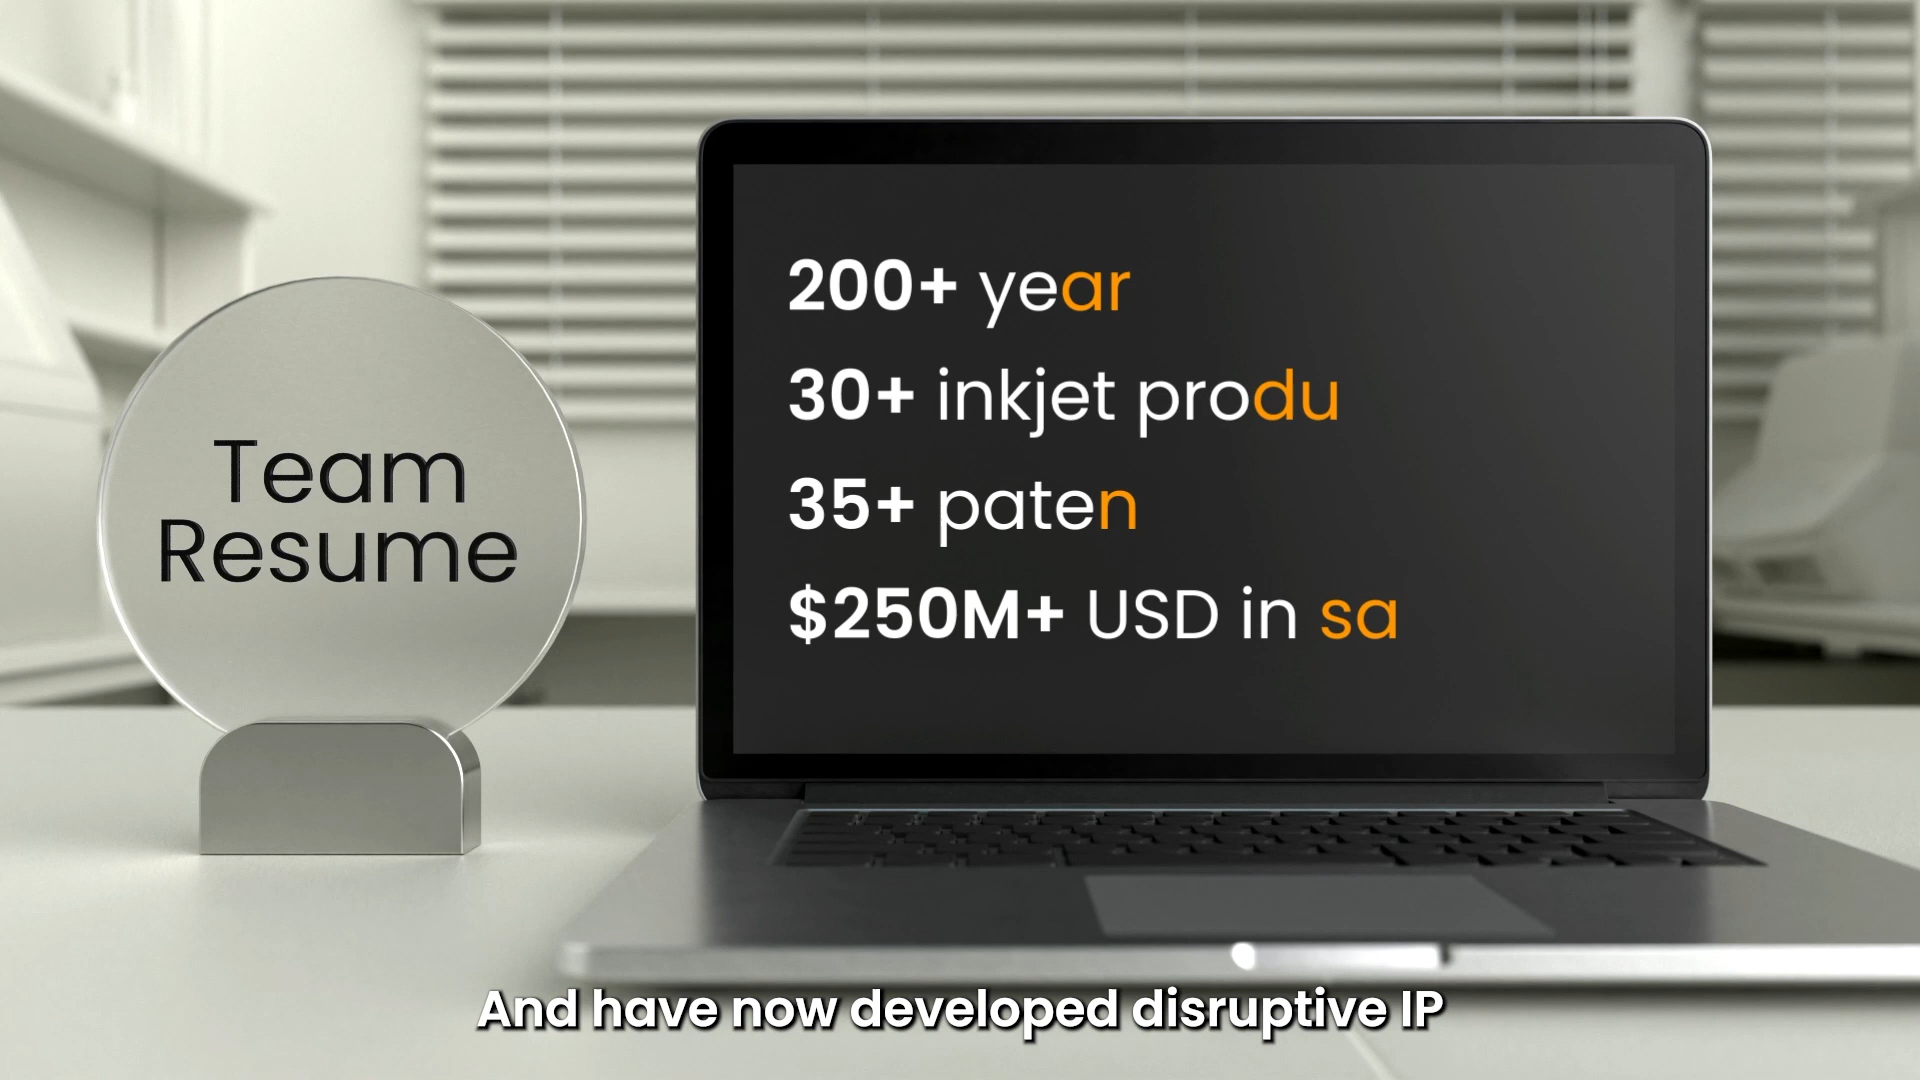 Team
Resume
200+ year
30+ inkjet produ
35+ paten
$250M+ USD in sa
And have now developed disruptive IP